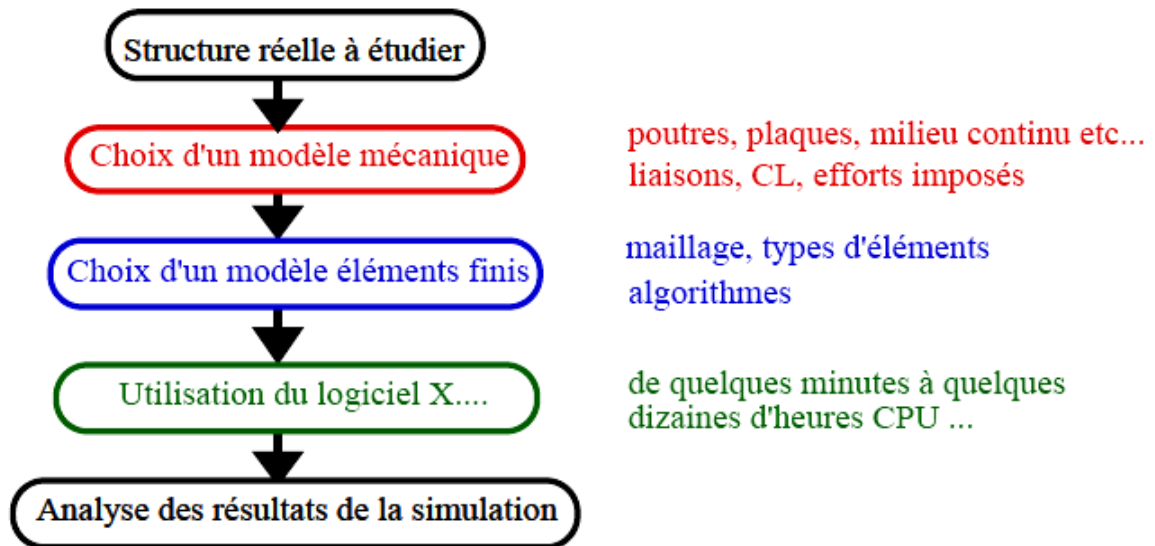 Structure réelle à étudier
Choix d'un modèle mécanique
poutres, plaques, milieu continu etc...
liaisons, CL, efforts imposés
Choix d'un modèle éléments finis
maillage, types d'éléments
algorithmes
Utilisation du logiciel X....
de quelques minutes à quelques
dizaines d'heures CPU ...
Analyse des résultats de la simulation